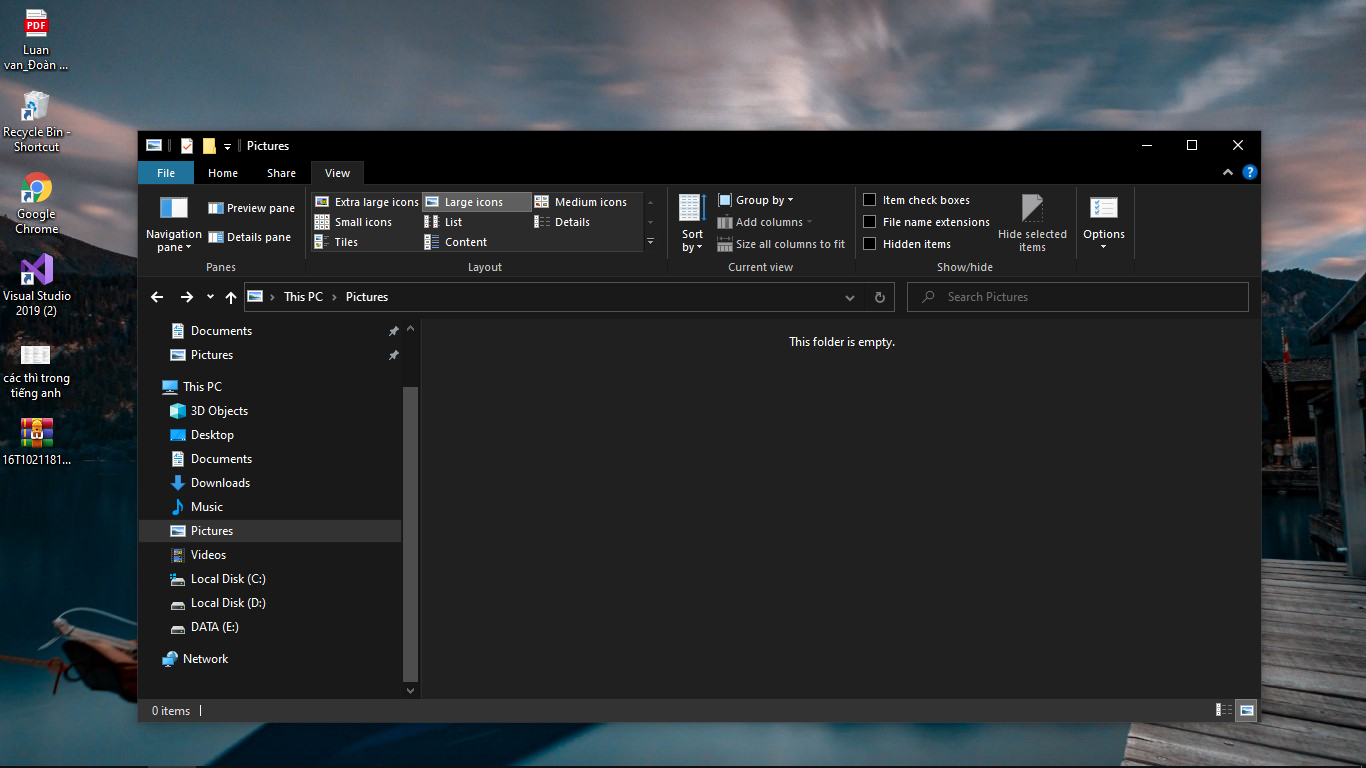 PDF
Luan
van_Đoàn ...
Recycle Bin -
Shortcut
Google
Chrome
Visual Studio
2019 (2)
các thì trong
tiếng anh
16T1021181...
Pictures
File Home Share View
Navigation
pane
Preview pane
Details pane
Panes
Extra large icons Large icons Medium icons
Small icons List Details
Tiles Content
Layout
Sort
by
Group by
Add columns
Size all columns to fit
Current view
Item check boxes
File name extensions
Hidden items
Hide selected
items
Show/hide
Options
This PC Pictures
Search Pictures
Documents
Pictures
This PC
3D Objects
Desktop
Documents
Downloads
Music
Pictures
Videos
Local Disk (C:)
Local Disk (D:)
DATA (E:)
Network
This folder is empty.
0 items